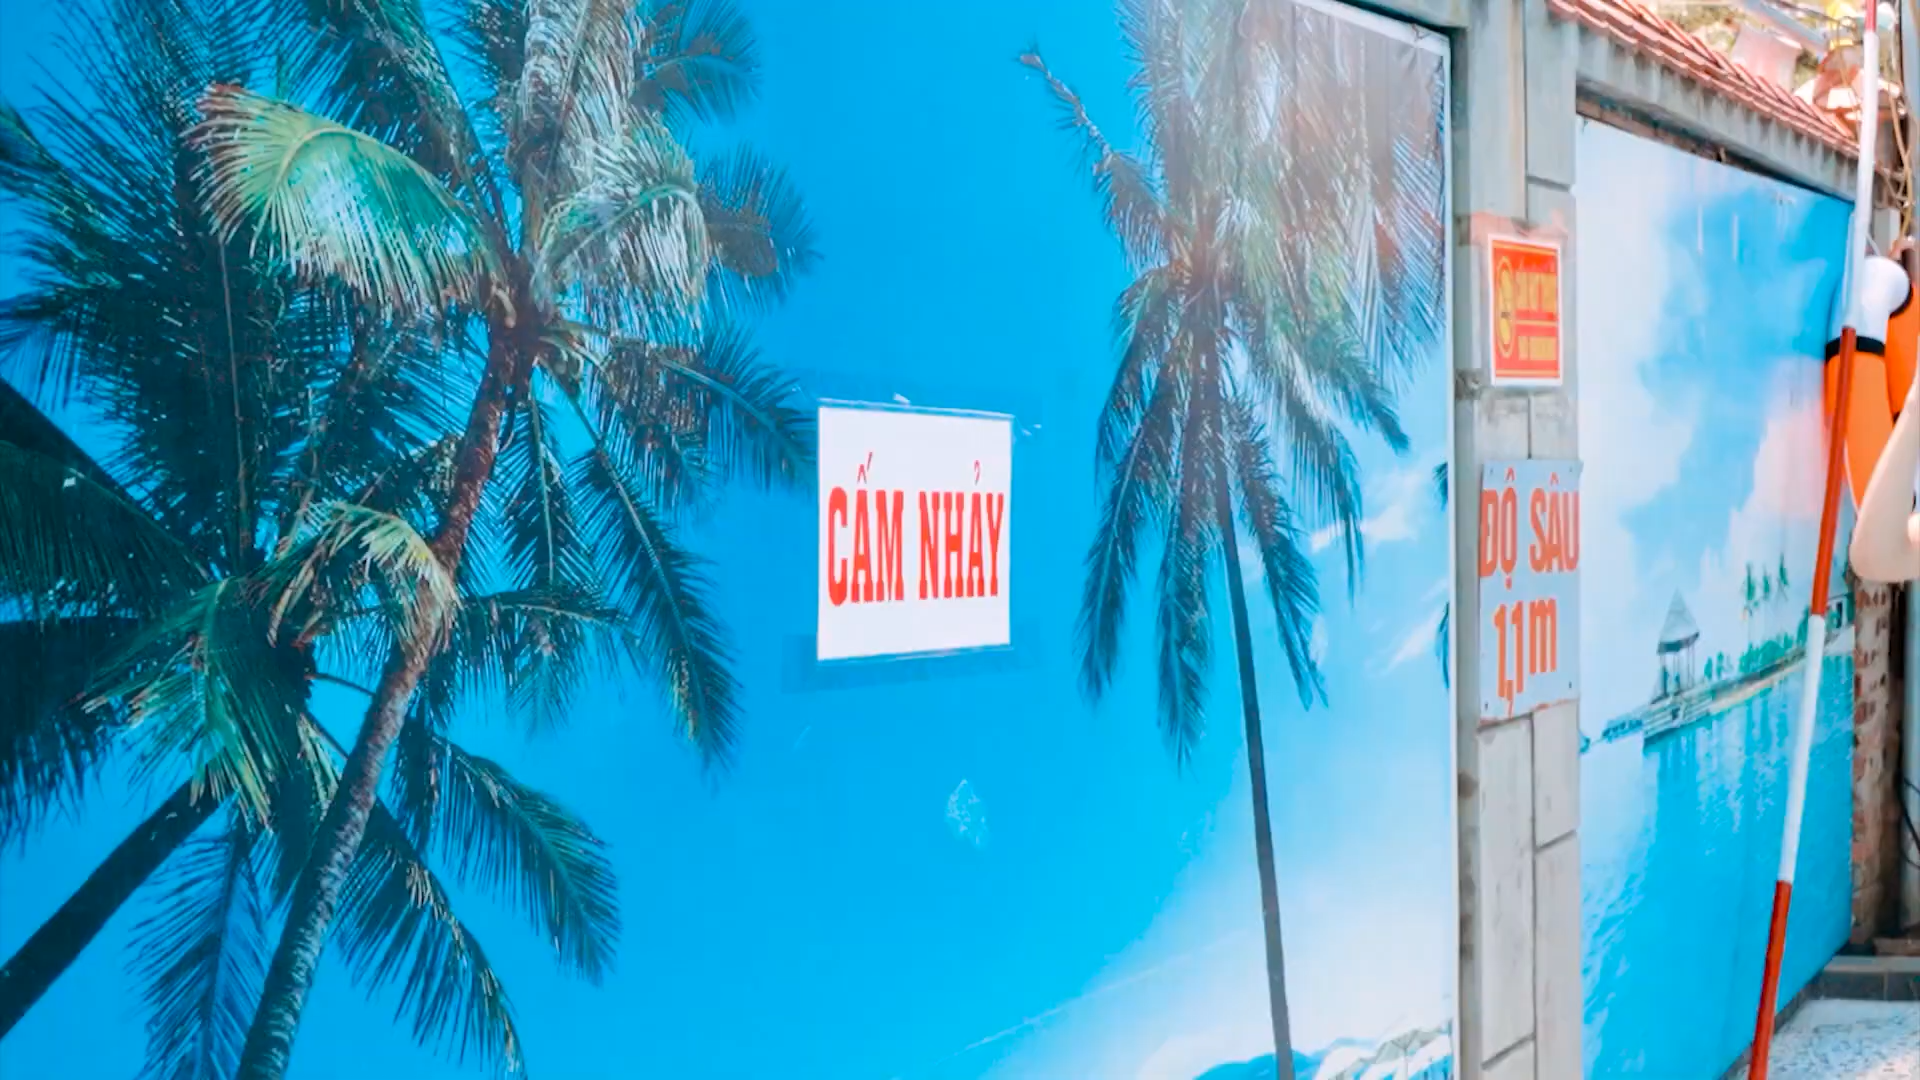 CẤM NHẢY
ĐỘ SÂU
1,1m